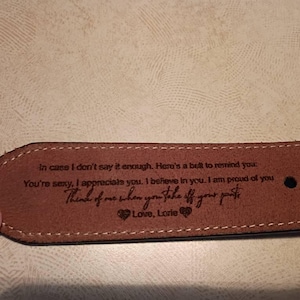 In case I don't say it enough. Here's a belt to remind you:
You're sexy, I appreciate you. I believe in you. I am proud of you
Think of me when you take off your pants
Love, Lorie